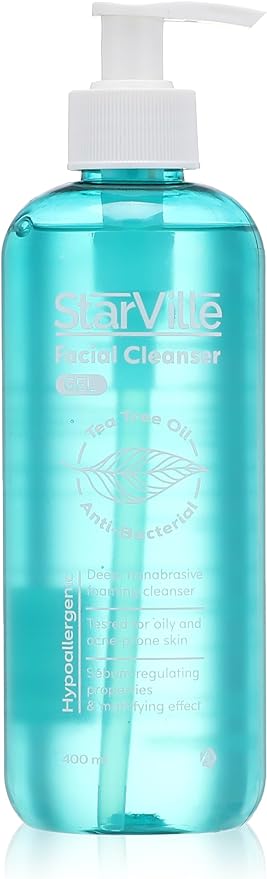 StarVille
Facial Cleanser
GEL
Tea Tree Oil
Anti-Bacterial
Hypoallergenic
Deep, nonabrasive
foaming cleanser
Tested for oily and
acne-prone skin
Sebum regulating
properties
& mattifying effect
400 ml